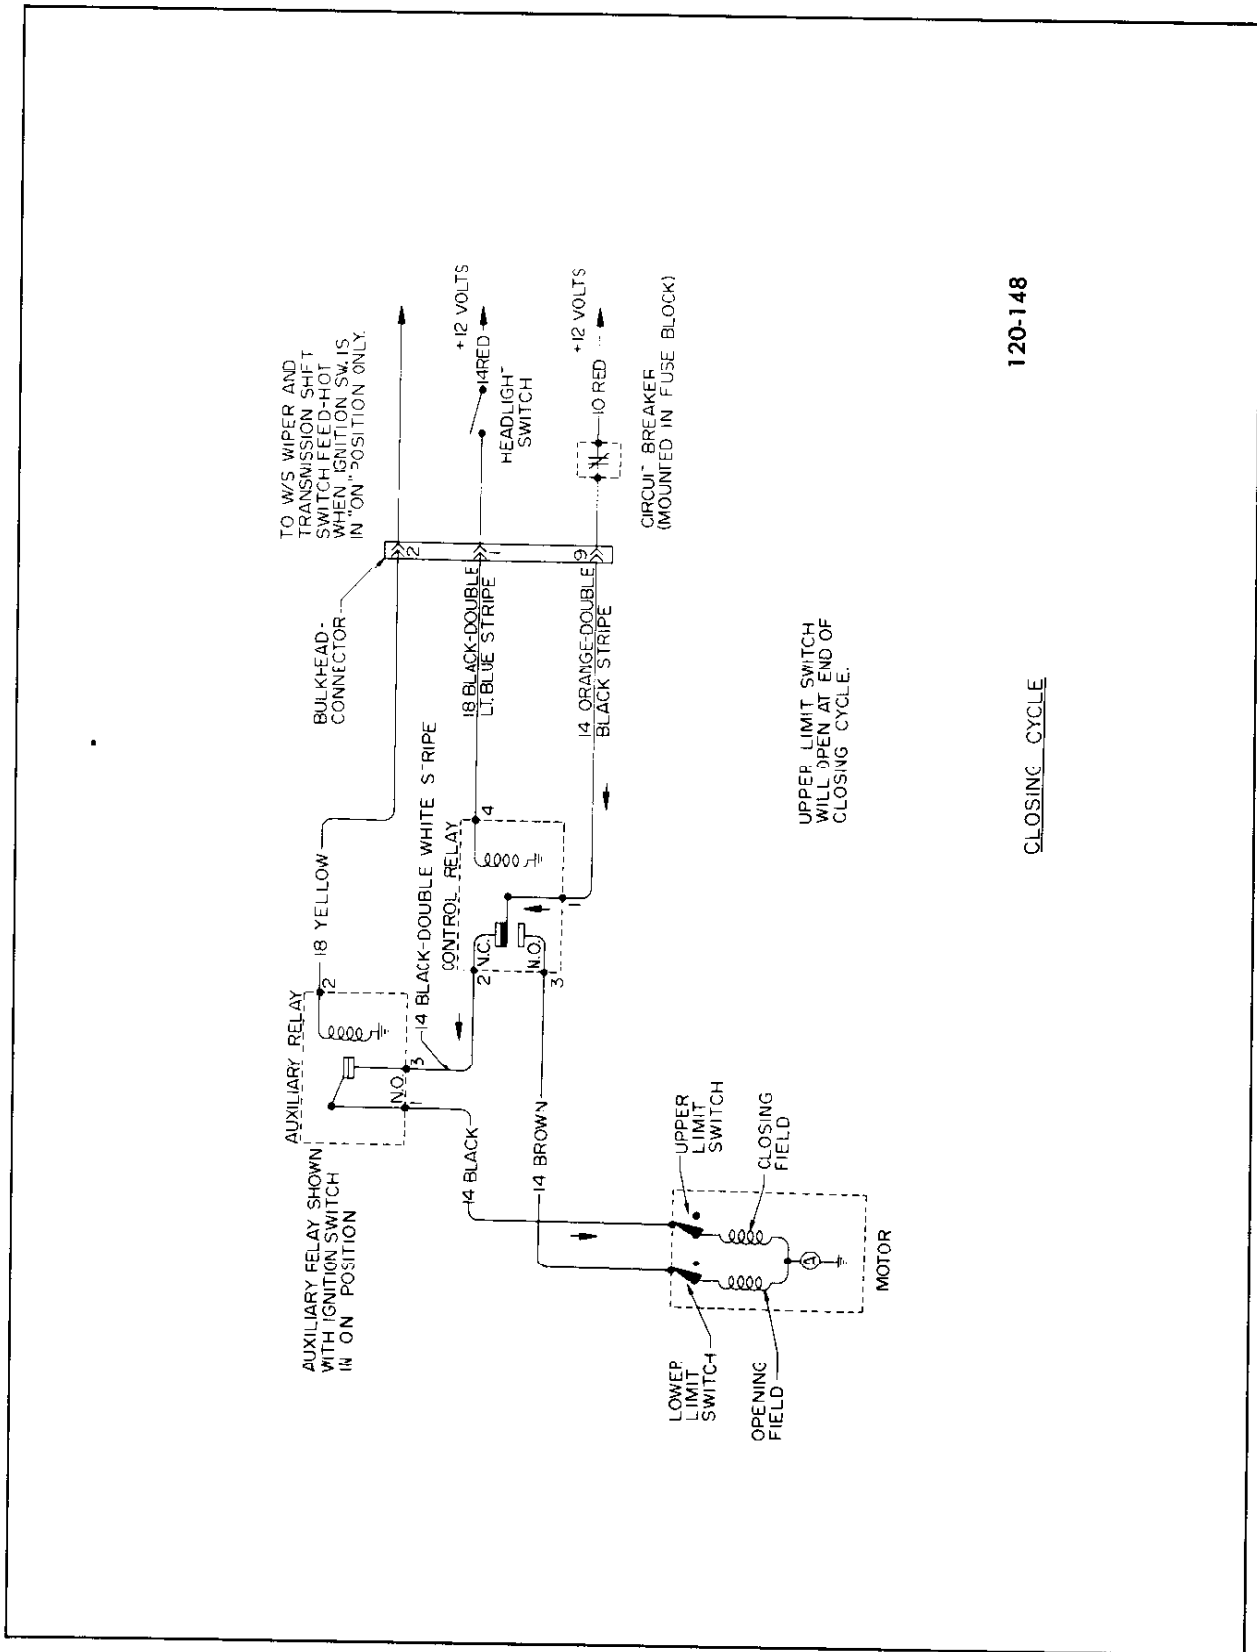 TO W/S WIPER AND
TRANSMISSION SHIFT
SWITCH FEED-HOT
WHEN IGNITION SW. IS
IN "ON" POSITION ONLY.
BULKHEAD
CONNECTOR
2
+12 VOLTS
14 RED
HEADLIGHT
SWITCH
1
+12 VOLTS
10 RED
9
CIRCUIT BREAKER
(MOUNTED IN FUSE BLOCK)
18 BLACK-DOUBLE
LT. BLUE STRIPE
14 ORANGE-DOUBLE
BLACK STRIPE
18 YELLOW
14 BLACK-DOUBLE WHITE STRIPE
CONTROL RELAY
4
N.C.
2
N.O.
3
1
AUXILIARY RELAY
2
3
N.O.
1
AUXILIARY RELAY SHOWN
WITH IGNITION SWITCH
IN ON POSITION
14 BLACK
14 BROWN
UPPER
LIMIT
SWITCH
CLOSING
FIELD
LOWER
LIMIT
SWITCH
OPENING
FIELD
A
MOTOR
UPPER LIMIT SWITCH
WILL OPEN AT END OF
CLOSING CYCLE.
CLOSING CYCLE
120-148